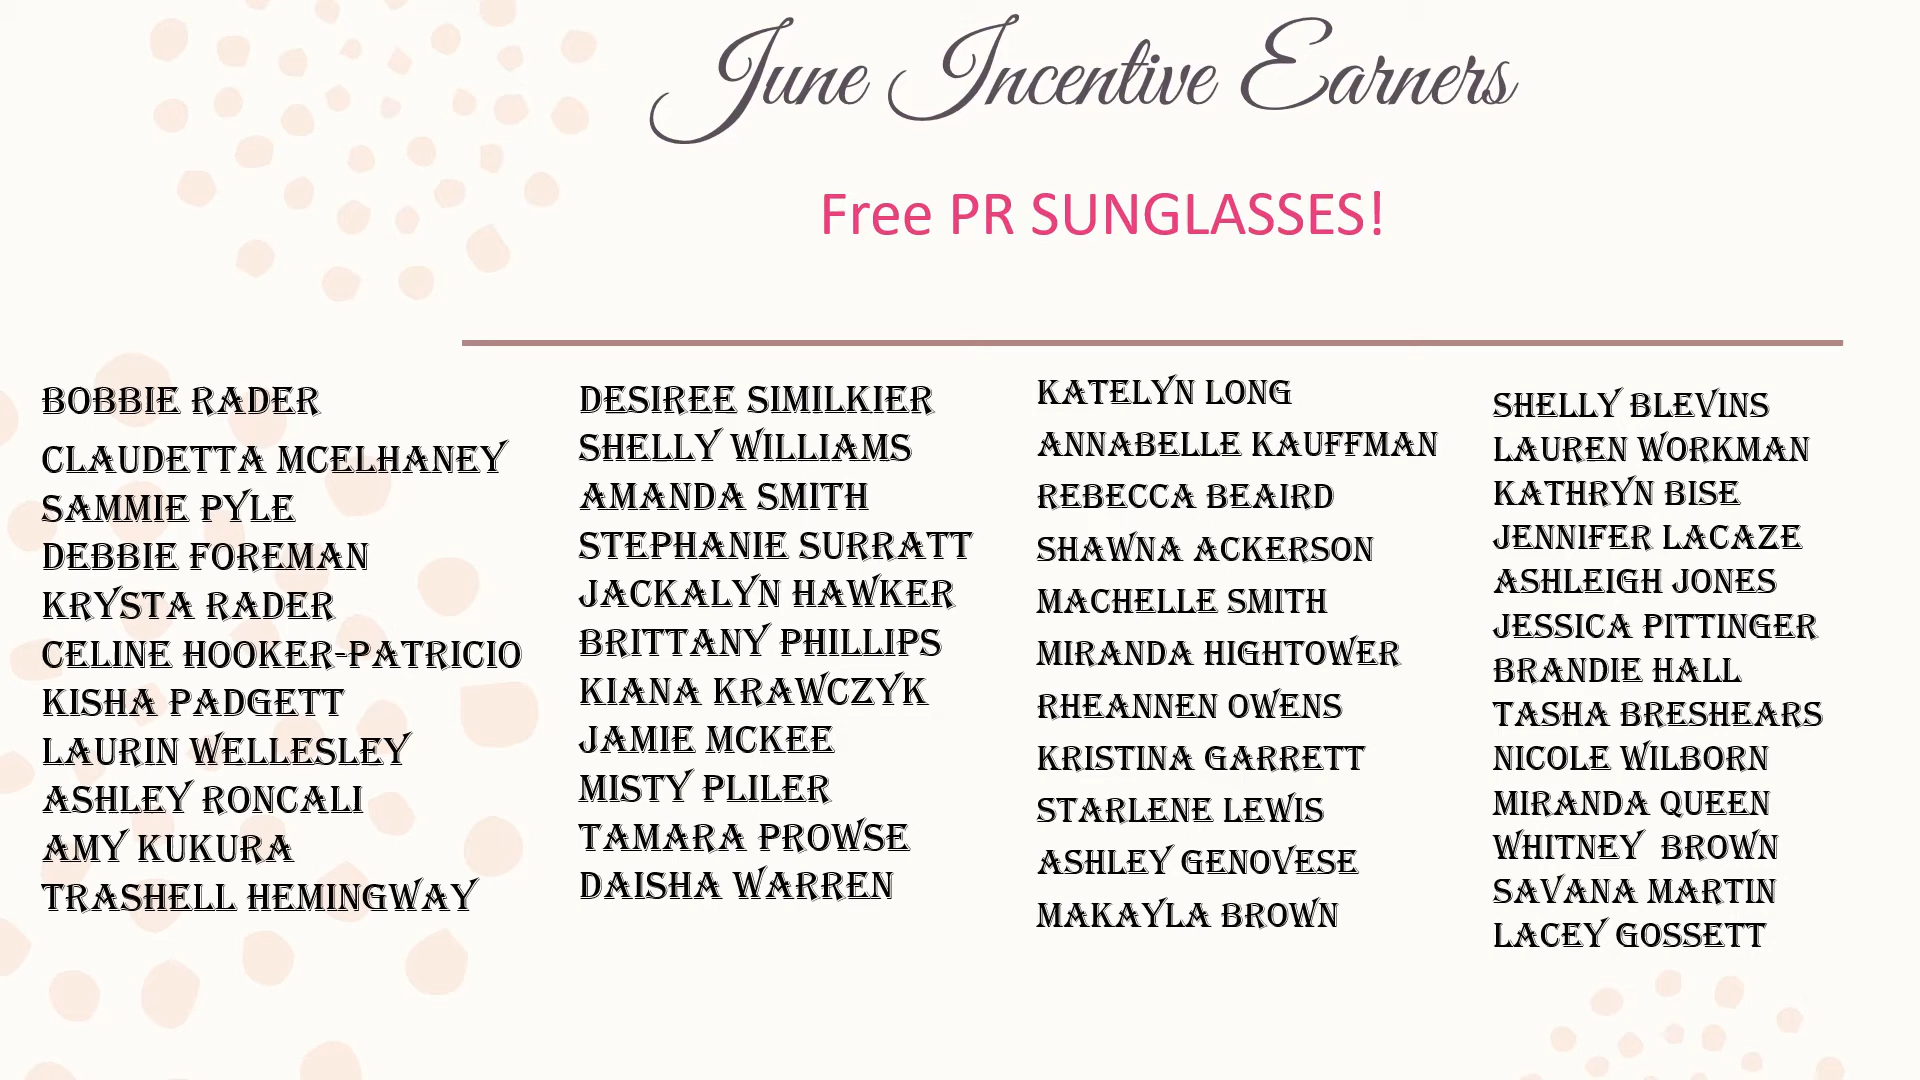 June Incentive Earners
Free PR SUNGLASSES!
BOBBIE RADER
CLAUDETTA MCELHANEY
SAMMIE PYLE
DEBBIE FOREMAN
KRYSTA RADER
CELINE HOOKER-PATRICIO
KISHA PADGETT
LAURIN WELLESLEY
ASHLEY RONCALI
AMY KUKURA
TRASHELL HEMINGWAY
DESIREE SIMILKIER
SHELLY WILLIAMS
AMANDA SMITH
STEPHANIE SURRATT
JACKALYN HAWKER
BRITTANY PHILLIPS
KIANA KRAWCZYK
JAMIE MCKEE
MISTY PLILER
TAMARA PROWSE
DAISHA WARREN
KATELYN LONG
ANNABELLE KAUFFMAN
REBECCA BEAIRD
SHAWNA ACKERSON
MACHELLE SMITH
MIRANDA HIGHTOWER
RHEANNEN OWENS
KRISTINA GARRETT
STARLENE LEWIS
ASHLEY GENOVESE
MAKAYLA BROWN
SHELLY BLEVINS
LAUREN WORKMAN
KATHRYN BISE
JENNIFER LACAZE
ASHLEIGH JONES
JESSICA PITTINGER
BRANDIE HALL
TASHA BRESHEARS
NICOLE WILBORN
MIRANDA QUEEN
WHITNEY  BROWN
SAVANA MARTIN
LACEY GOSSETT